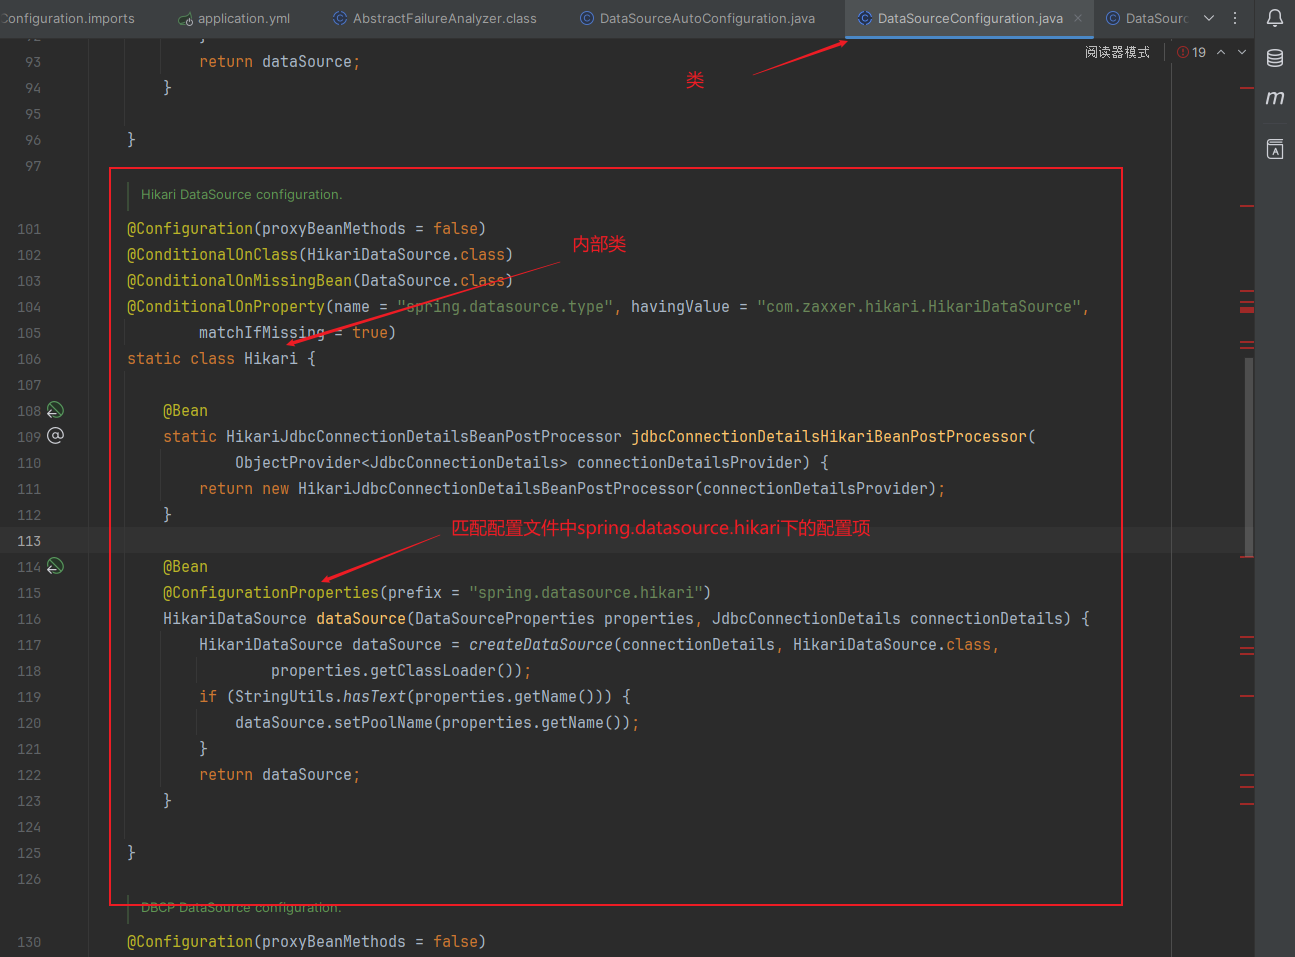 Configuration.imports
application.yml
AbstractFailureAnalyzer.class
DataSourceAutoConfiguration.java
DataSourceConfiguration.java
DataSourc
阅读器模式
19
类
93 return dataSource;
94 }
95
96 }
97
Hikari DataSource configuration.
101 @Configuration(proxyBeanMethods = false)
内部类
102 @ConditionalOnClass(HikariDataSource.class)
103 @ConditionalOnMissingBean(DataSource.class)
104 @ConditionalOnProperty(name = "spring.datasource.type", havingValue = "com.zaxxer.hikari.HikariDataSource",
105 matchIfMissing = true)
106 static class Hikari {
107
108 @Bean
109 static HikariJdbcConnectionDetailsBeanPostProcessor jdbcConnectionDetailsHikariBeanPostProcessor(
110 ObjectProvider<JdbcConnectionDetails> connectionDetailsProvider) {
111 return new HikariJdbcConnectionDetailsBeanPostProcessor(connectionDetailsProvider);
112 }
匹配配置文件中spring.datasource.hikari下的配置项
113
114 @Bean
115 @ConfigurationProperties(prefix = "spring.datasource.hikari")
116 HikariDataSource dataSource(DataSourceProperties properties, JdbcConnectionDetails connectionDetails) {
117 HikariDataSource dataSource = createDataSource(connectionDetails, HikariDataSource.class,
118 properties.getClassLoader());
119 if (StringUtils.hasText(properties.getName())) {
120 dataSource.setPoolName(properties.getName());
121 }
122 return dataSource;
123 }
124
125 }
126
DBCP DataSource configuration.
130 @Configuration(proxyBeanMethods = false)